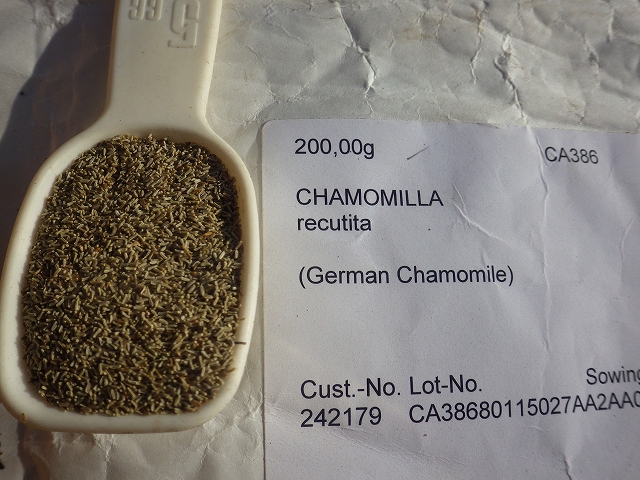 200,00g CA386
CHAMOMILLA
recutita
(German Chamomile)
Cust.-No. Lot-No. Sowing
242179 CA38680115027AA2AA0